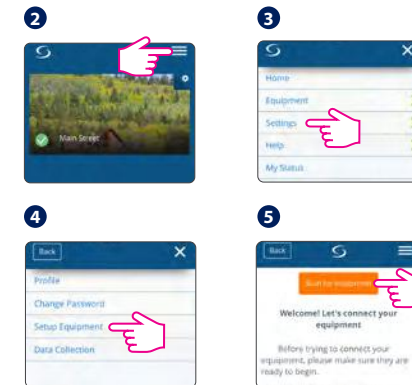 2
Main Street
3
Home
Equipment
Settings
Help
My Status
4
Back
Profile
Change Password
Setup Equipment
Data Collection
5
Back
Welcome! Let's connect your
equipment
Before trying to connect your
equipment, please make sure they are
ready to begin.